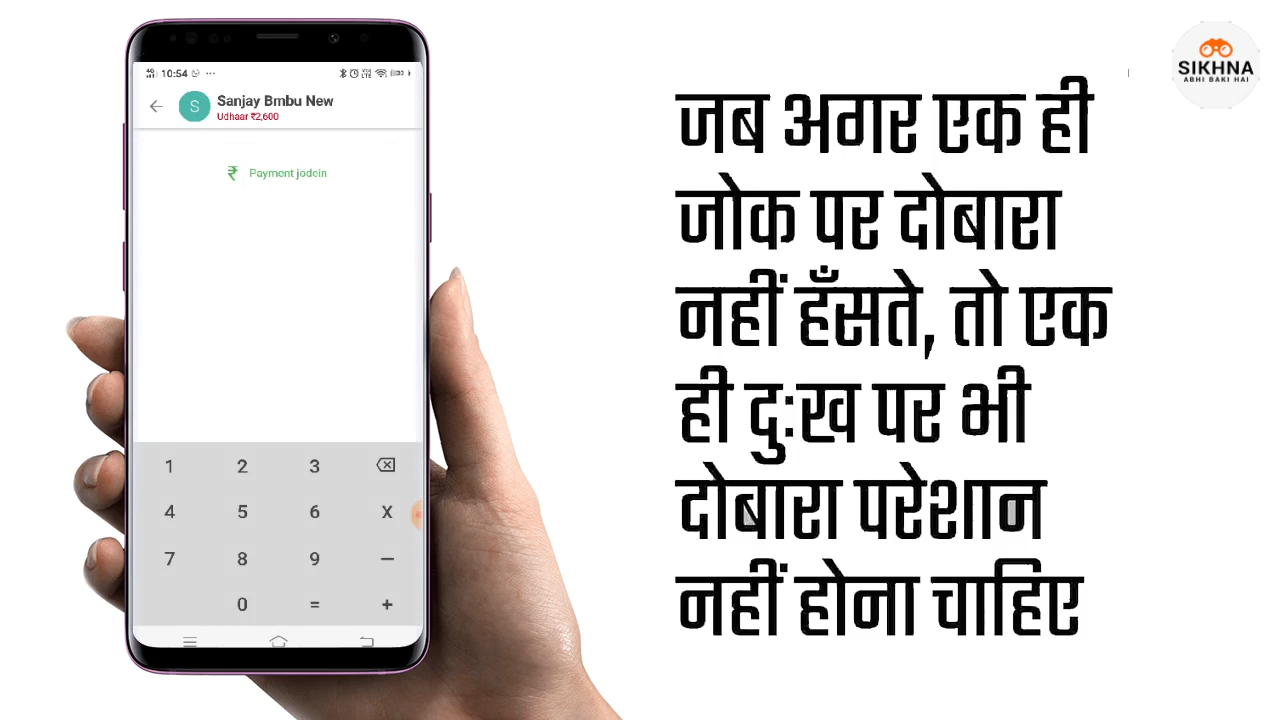 4G 10:54 ...
Sanjay Bmbu New
Udhaar ₹2,600
₹ Payment jodein
1 2 3
4 5 6 X
7 8 9 —
0 = +
जब अगर एक ही
जोक पर दोबारा
नहीं हँसते, तो एक
ही दुःख पर भी
दोबारा परेशान
नहीं होना चाहिए
SIKHNA
ABHI BAKI HAI